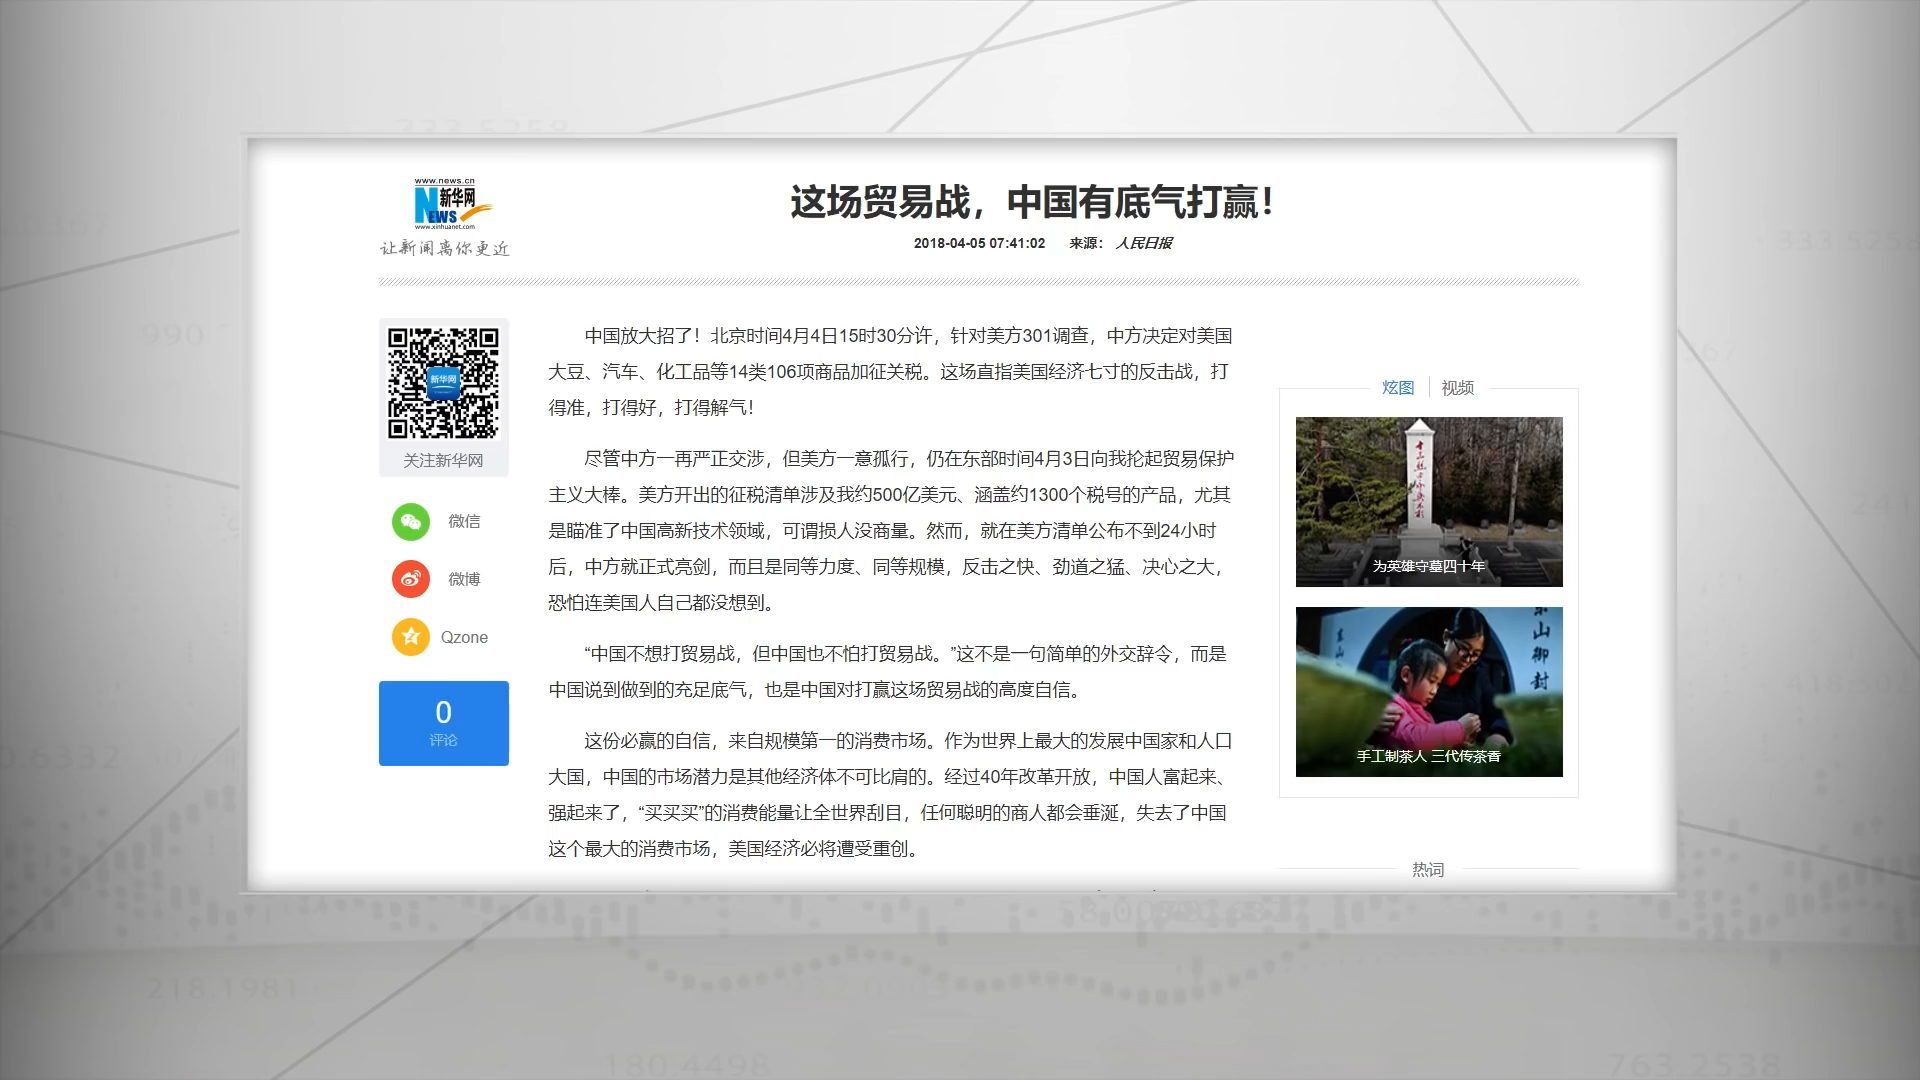 www.news.cn
新华网
NEWS
www.xinhuanet.com
让新闻离你更近
这场贸易战，中国有底气打赢！
2018-04-05 07:41:02 来源： 人民日报
新华网
关注新华网
微信
微博
Qzone
0
评论
中国放大招了！北京时间4月4日15时30分许，针对美方301调查，中方决定对美国
大豆、汽车、化工品等14类106项商品加征关税。这场直指美国经济七寸的反击战，打
得准，打得好，打得解气！
尽管中方一再严正交涉，但美方一意孤行，仍在东部时间4月3日向我抡起贸易保护
主义大棒。美方开出的征税清单涉及我约500亿美元、涵盖约1300个税号的产品，尤其
是瞄准了中国高新技术领域，可谓损人没商量。然而，就在美方清单公布不到24小时
后，中方就正式亮剑，而且是同等力度、同等规模，反击之快、劲道之猛、决心之大，
恐怕连美国人自己都没想到。
“中国不想打贸易战，但中国也不怕打贸易战。”这不是一句简单的外交辞令，而是
中国说到做到的充足底气，也是中国对打赢这场贸易战的高度自信。
这份必赢的自信，来自规模第一的消费市场。作为世界上最大的发展中国家和人口
大国，中国的市场潜力是其他经济体不可比肩的。经过40年改革开放，中国人富起来、
强起来了，“买买买”的消费能量让全世界刮目，任何聪明的商人都会垂涎，失去了中国
这个最大的消费市场，美国经济必将遭受重创。
炫图 视频
为英雄守墓四十年
山御封
手工制茶人 三代传茶香
热词
333.5258
990
218.1981
180.4498
763.2538